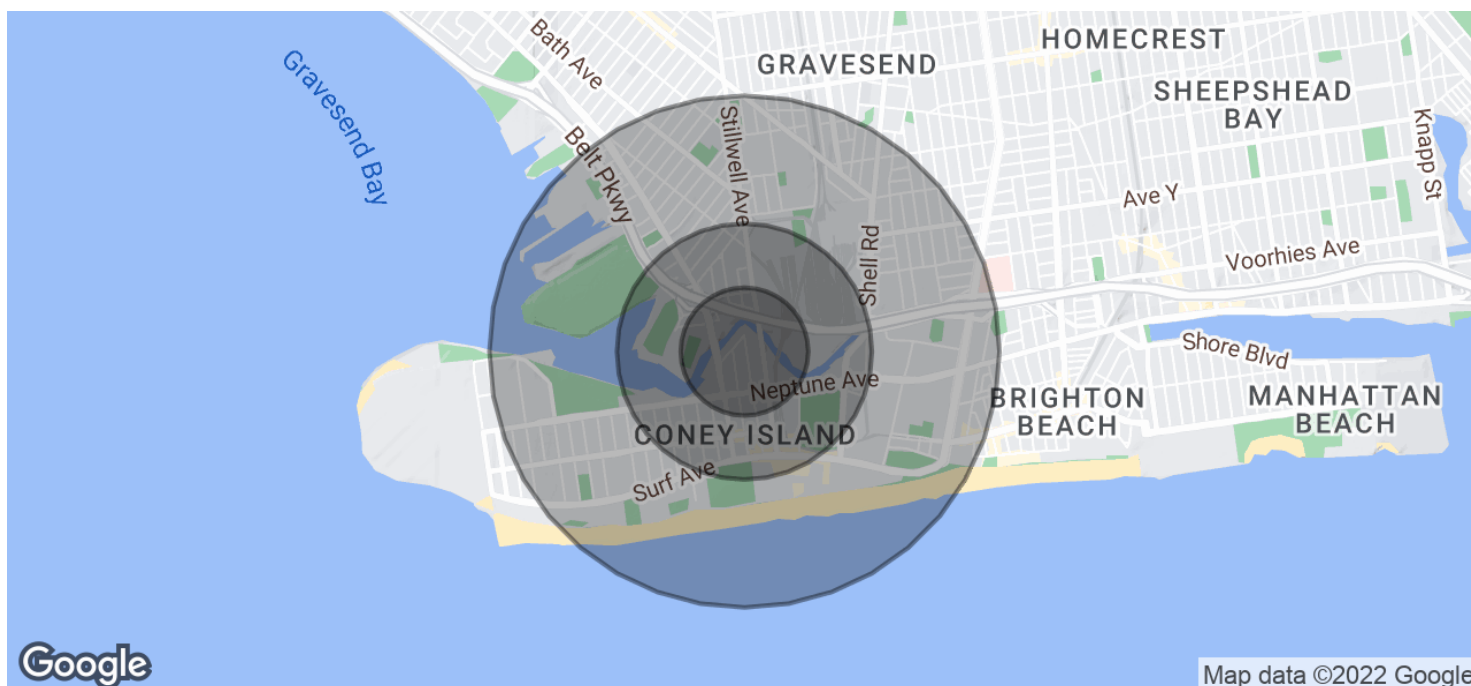 Bath Ave
HOMECREST
GRAVESEND
Gravesend Bay
SHEEPSHEAD
BAY
Stillwell Ave
Belt Pkwy
Knapp St
Ave Y
Shell Rd
Voorhies Ave
Shore Blvd
Neptune Ave
BRIGHTON
BEACH
MANHATTAN
BEACH
CONEY ISLAND
Surf Ave
Google
Map data ©2022 Google